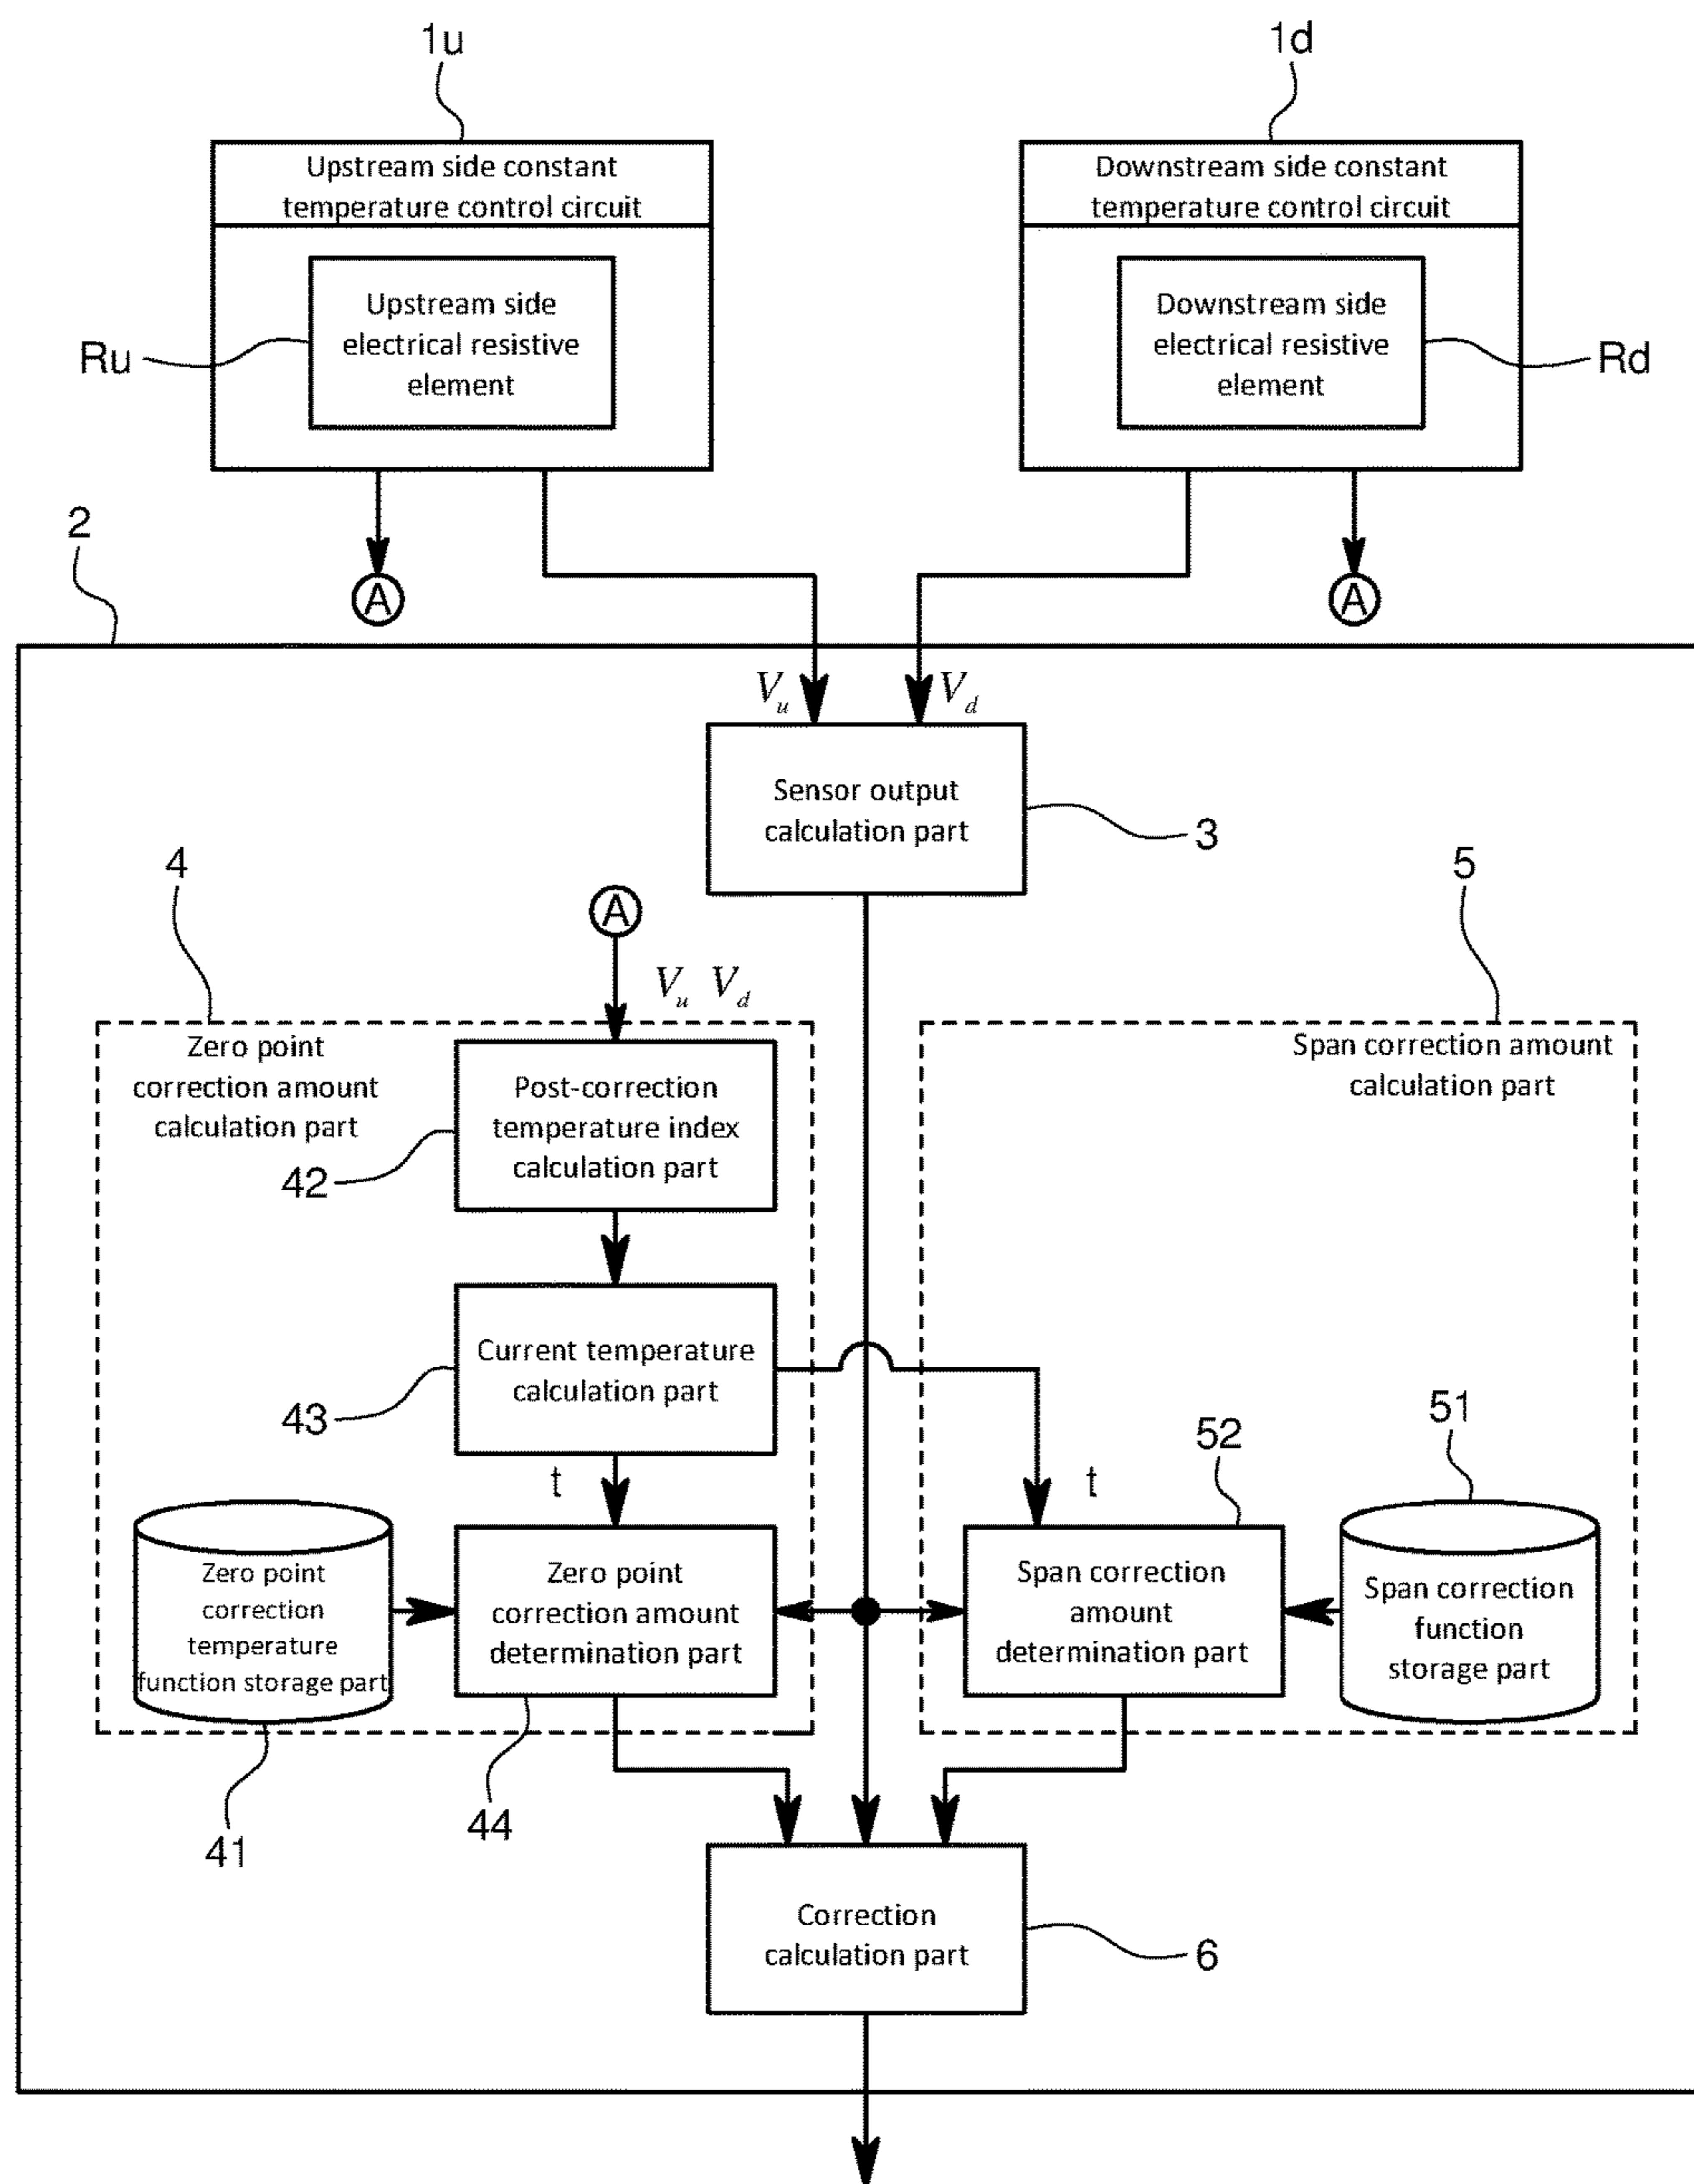 1u
1d
Upstream side constant
temperature control circuit
Downstream side constant
temperature control circuit
Upstream side
electrical resistive
element
Downstream side
electrical resistive
element
Ru
Rd
2
A
A
Vu
Vd
Sensor output
calculation part
3
4
5
A
Vu Vd
Zero point
correction amount
calculation part
Span correction amount
calculation part
Post-correction
temperature index
calculation part
42
Current temperature
calculation part
43
51
52
t
t
Zero point
correction
temperature
function storage part
Zero point
correction amount
determination part
Span correction
amount
determination part
Span correction
function
storage part
41
44
Correction
calculation part
6